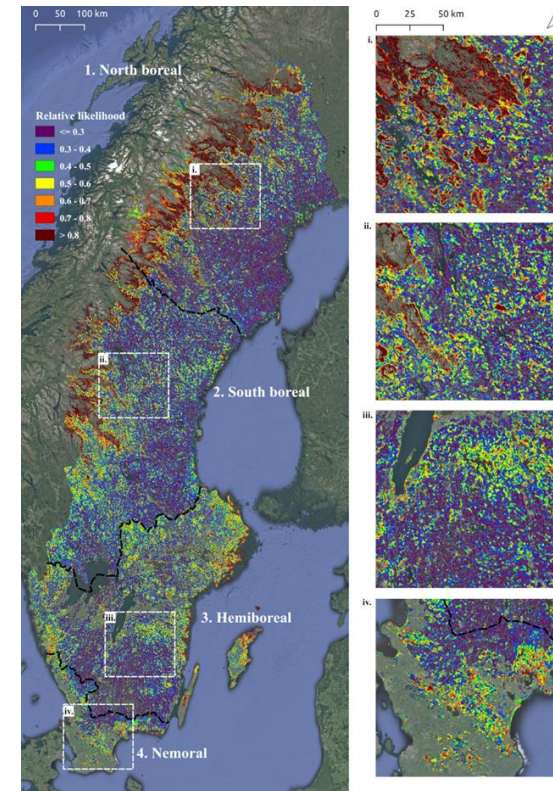 0 50 100 km
1. North boreal
Relative likelihood
<= 0.3
0.3 - 0.4
0.4 - 0.5
0.5 - 0.6
0.6 - 0.7
0.7 - 0.8
> 0.8
i.
ii.
2. South boreal
iii.
3. Hemiboreal
iv.
4. Nemoral
0 25 50 km
i.
ii.
iii.
iv.